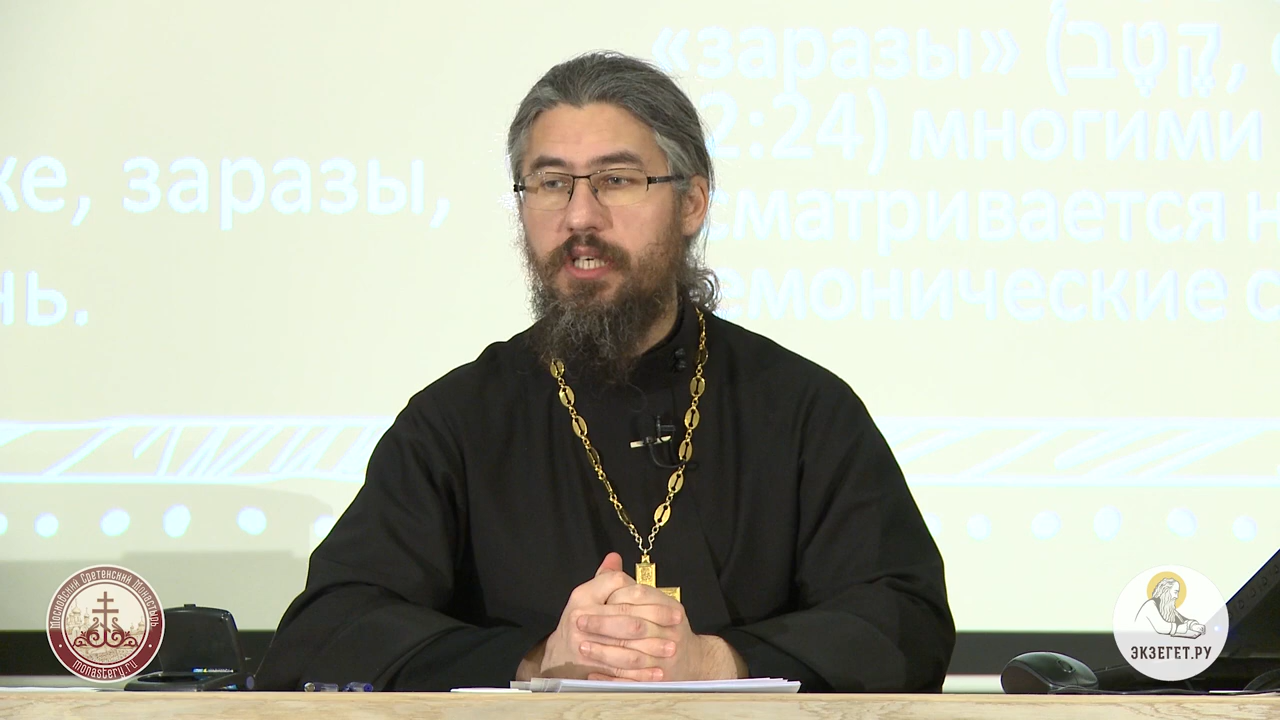 «заразы» (קֶטֶב,
2:24) многими
же, заразы,
сматривается н
нь.
емонические с
Московский Сретенский Монастырь
monastery.ru
ЭКЗЕГЕТ.РУ